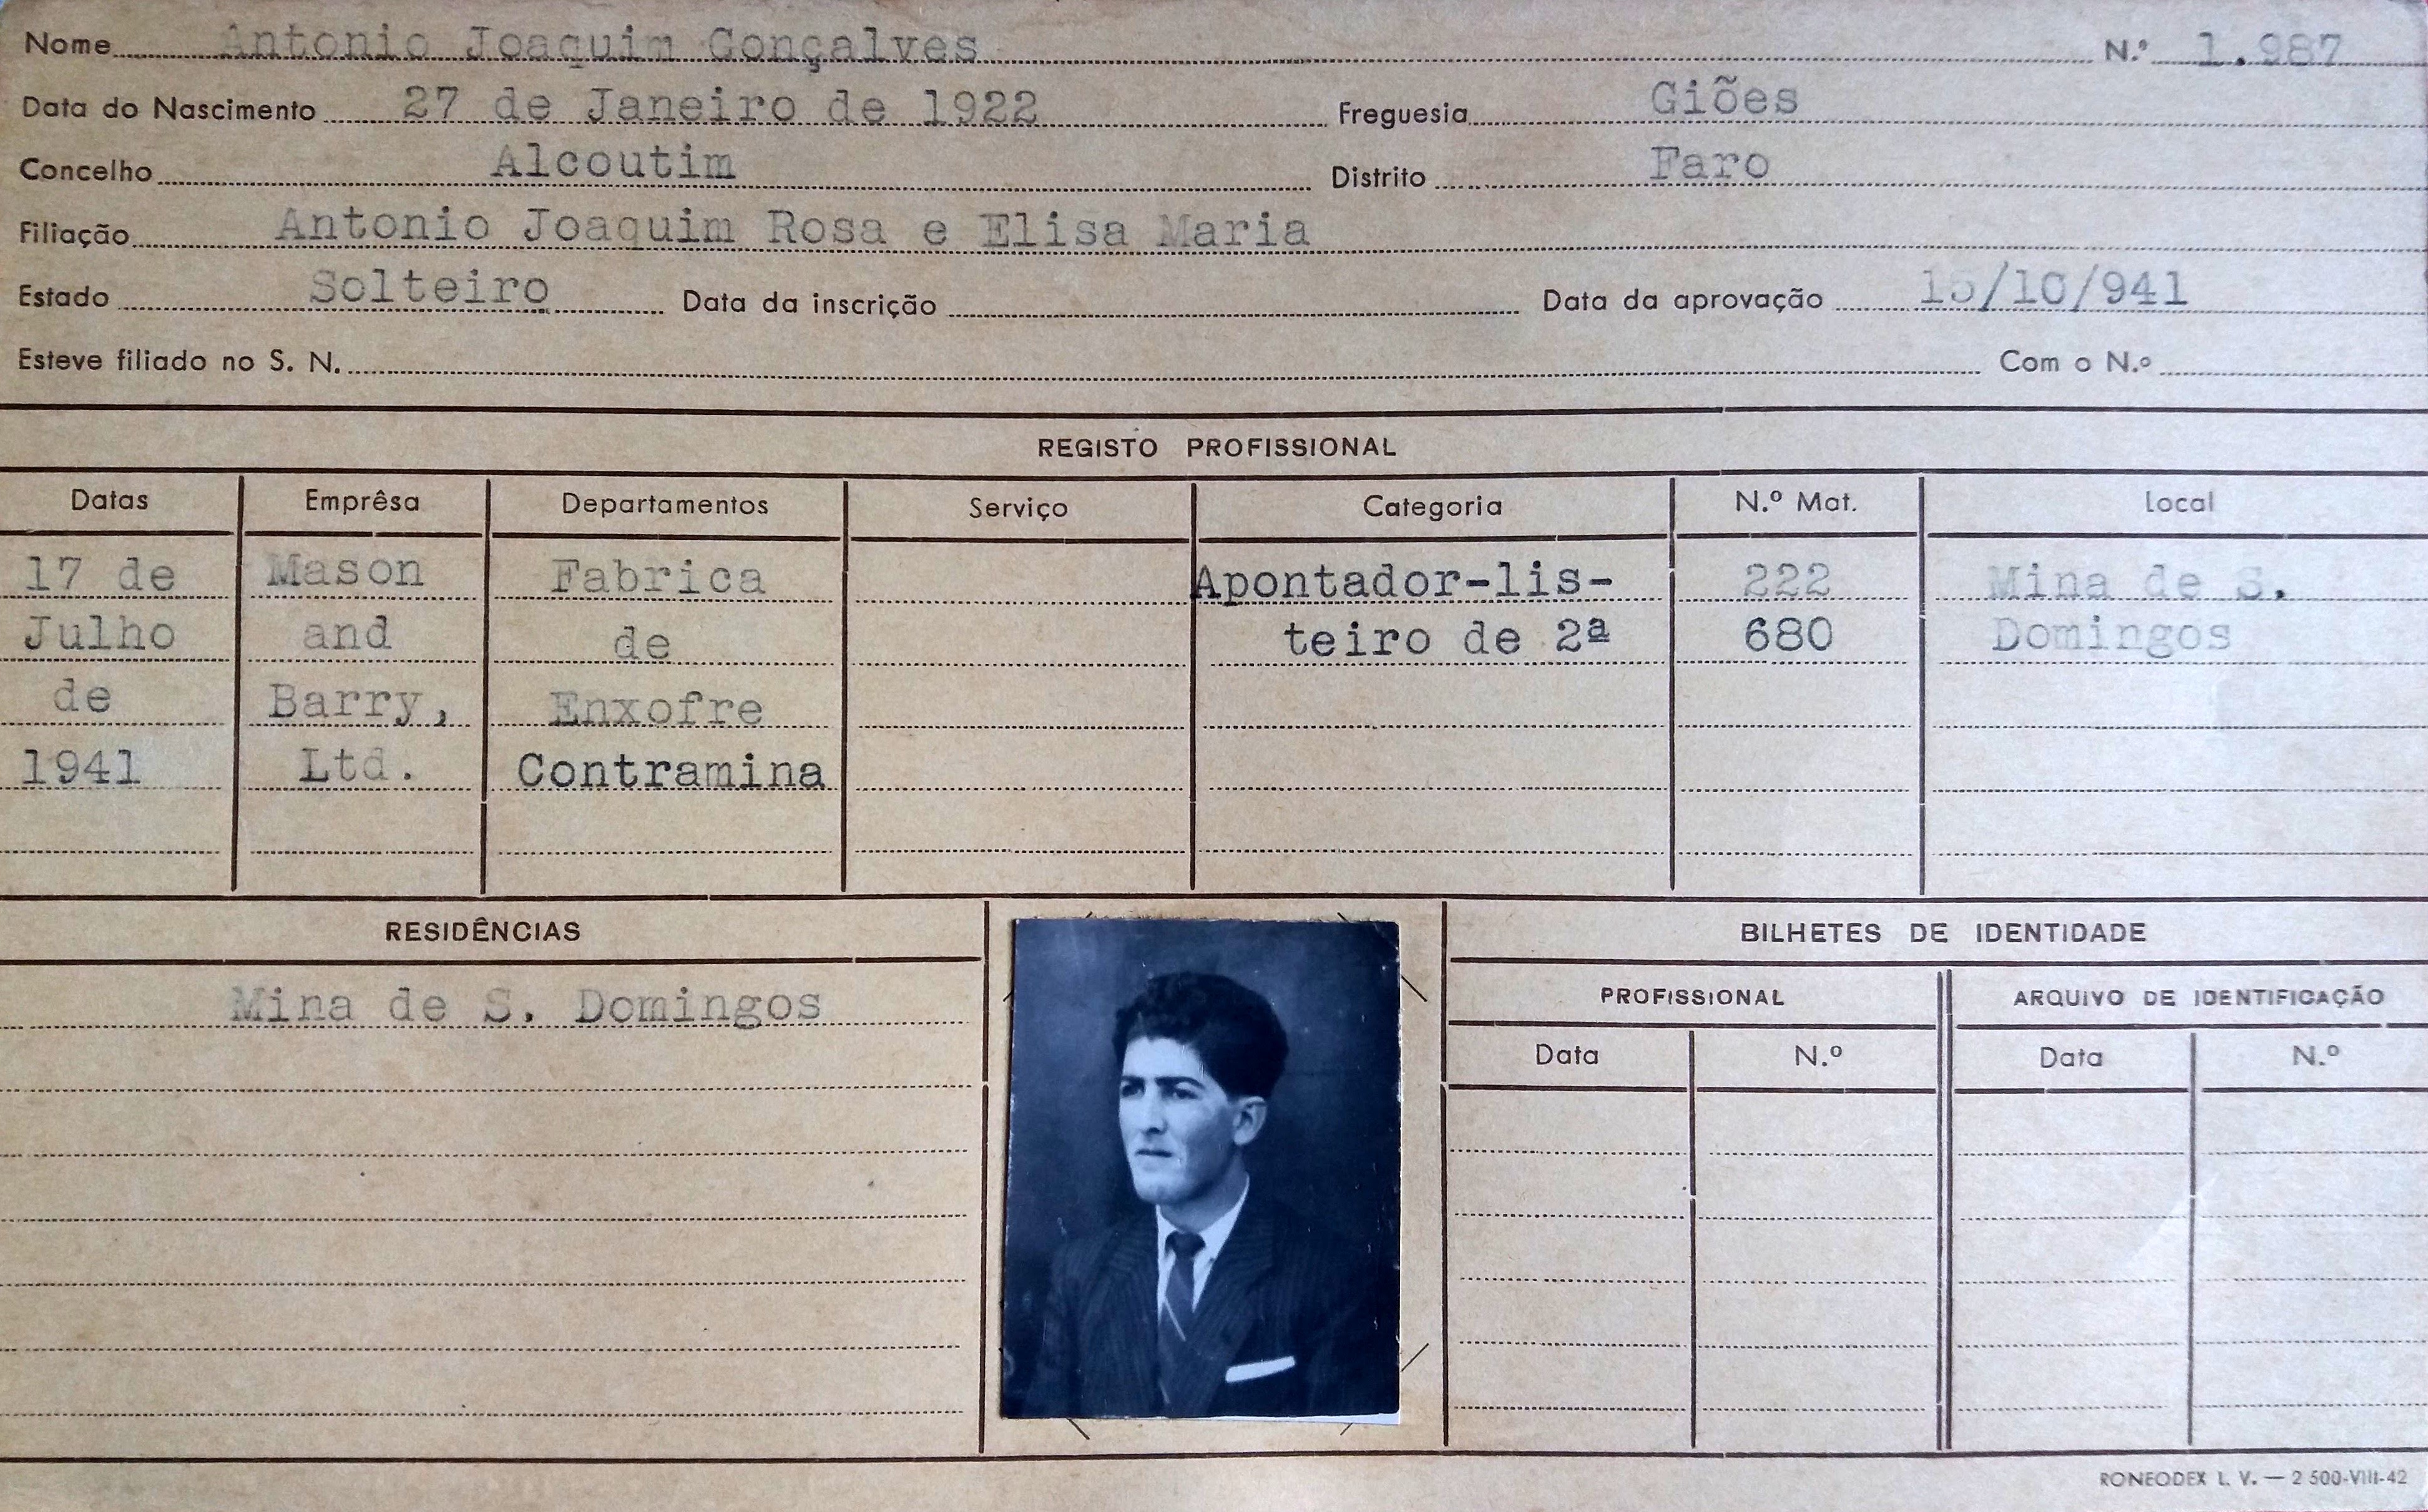 Nome Antonio Joaquim Gonçalves N.º 1.987
Data do Nascimento 27 de Janeiro de 1922 Freguesia Giões
Concelho Alcoutim Distrito Faro
Filiação Antonio Joaquim Rosa e Elisa Maria
Estado Solteiro Data da inscrição Data da aprovação 15/10/941
Esteve filiado no S. N. Com o N.º
REGISTO PROFISSIONAL
Datas Emprêsa Departamentos Serviço Categoria N.º Mat. Local
17 de Mason Fabrica Apontador-lis- 222 Mina de S.
Julho and de teiro de 2ª 680 Domingos
de Barry, Enxofre
1941 Ltd. Contramina
RESIDÊNCIAS
Mina de S. Domingos
BILHETES DE IDENTIDADE
PROFISSIONAL ARQUIVO DE IDENTIFICAÇÃO
Data N.º Data N.º
RONEODEX L. V. — 2 500-VIII-42